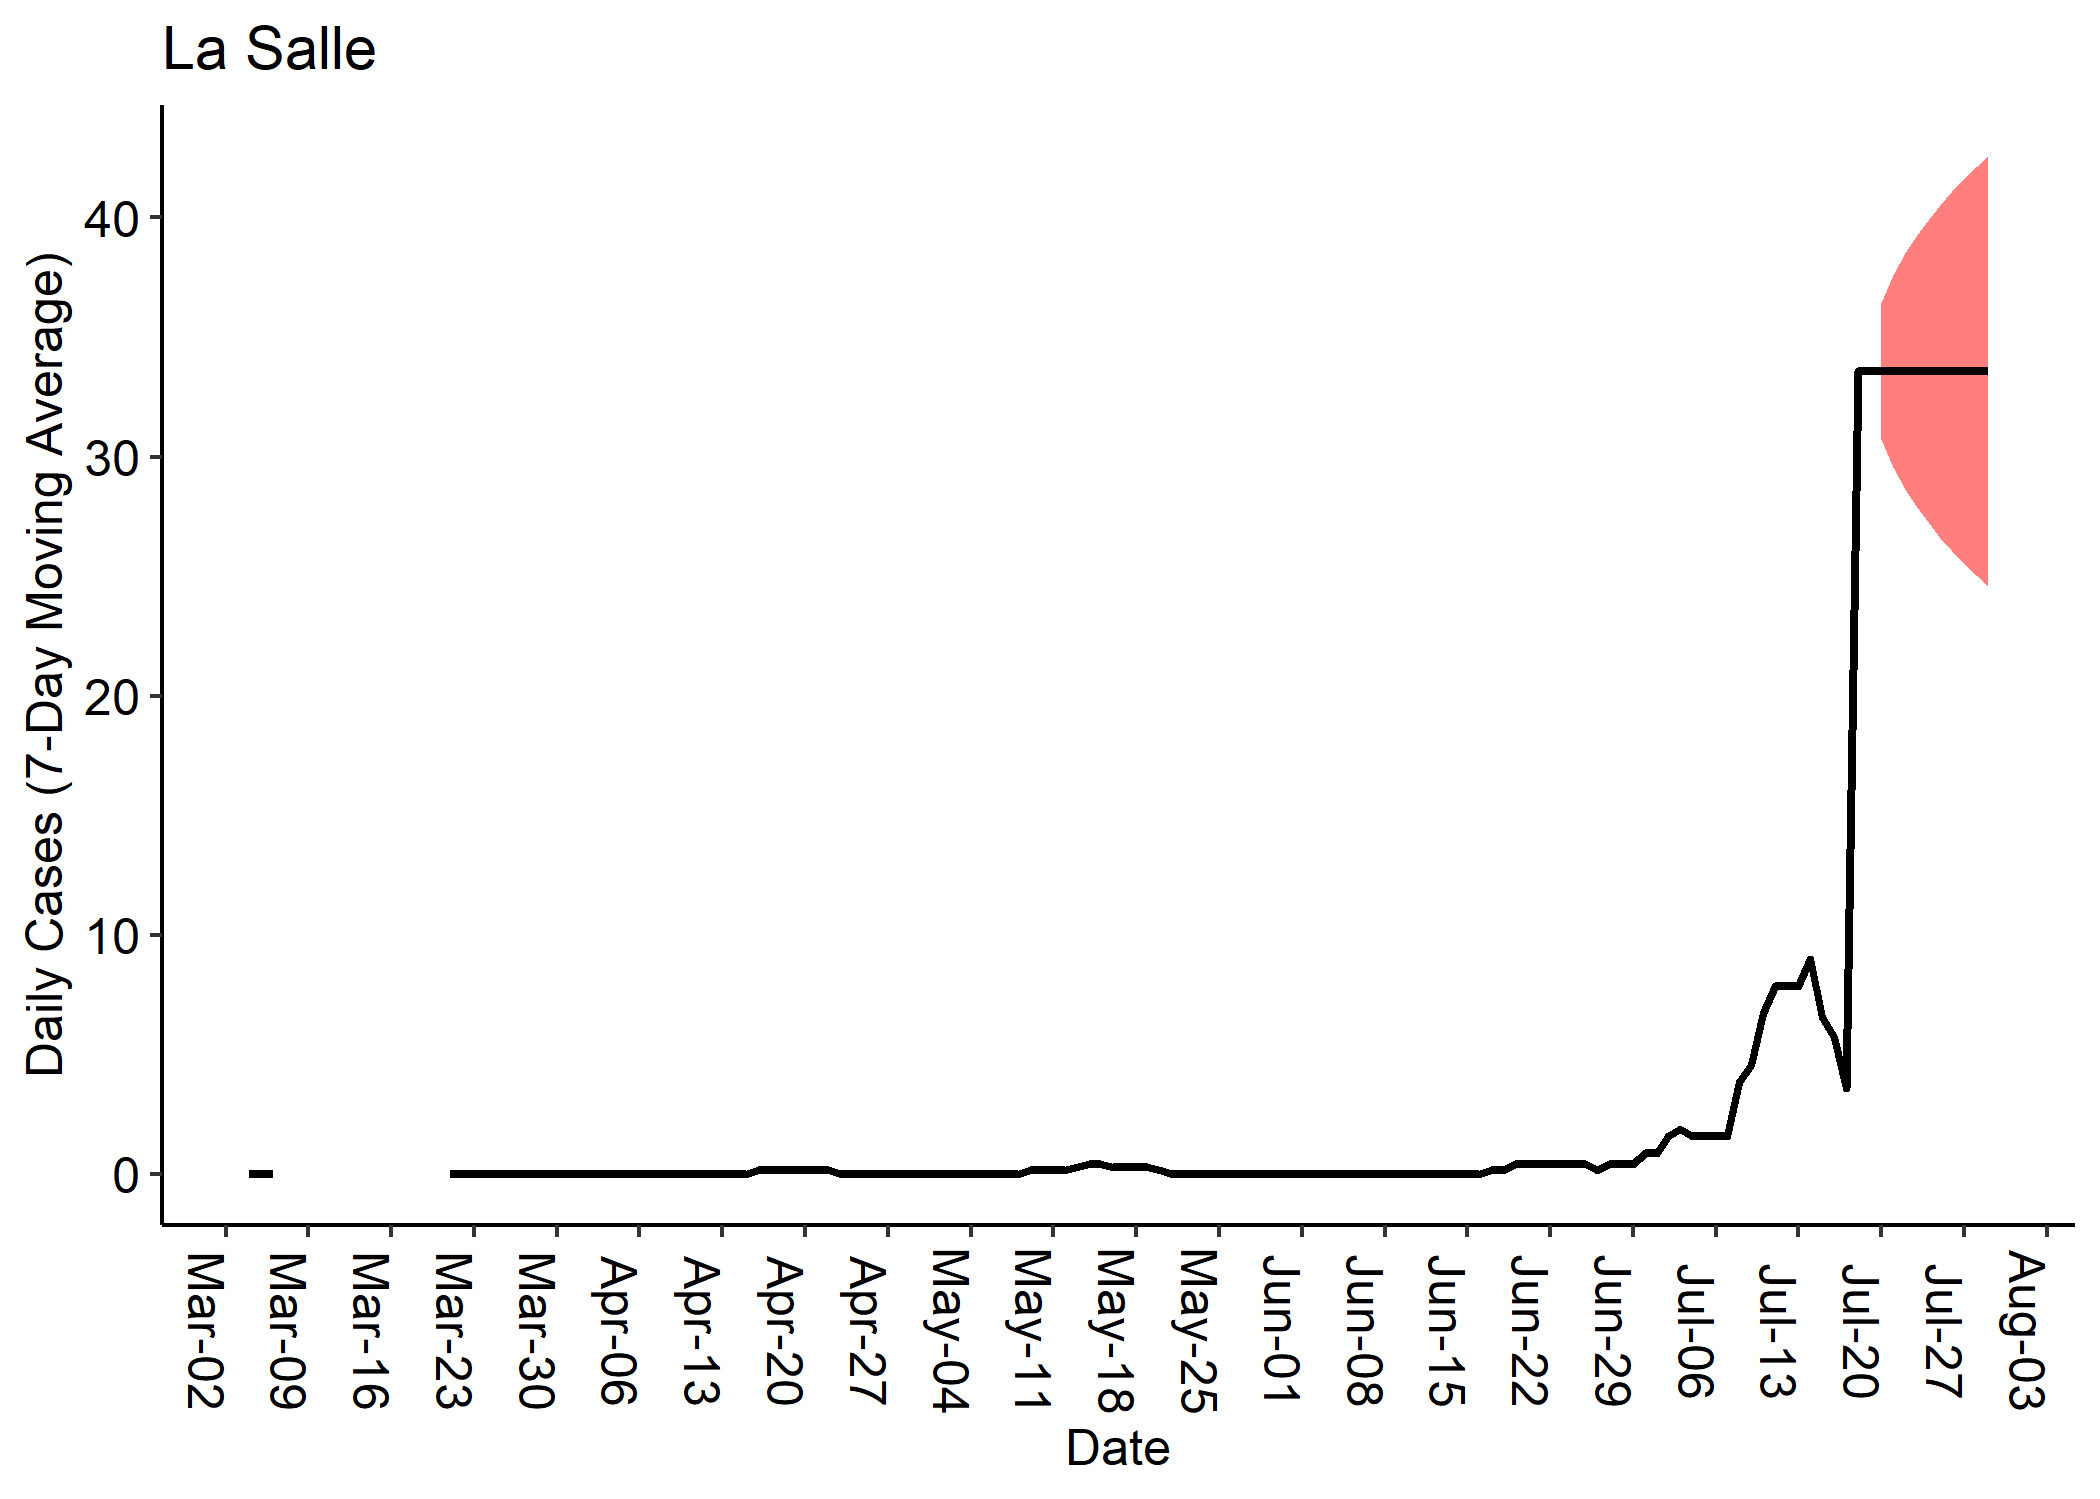 La Salle
Daily Cases (7-Day Moving Average)
40
30
20
10
0
Mar-02
Mar-09
Mar-16
Mar-23
Mar-30
Apr-06
Apr-13
Apr-20
Apr-27
May-04
May-11
May-18
May-25
Jun-01
Jun-08
Jun-15
Jun-22
Jun-29
Jul-06
Jul-13
Jul-20
Jul-27
Aug-03
Date